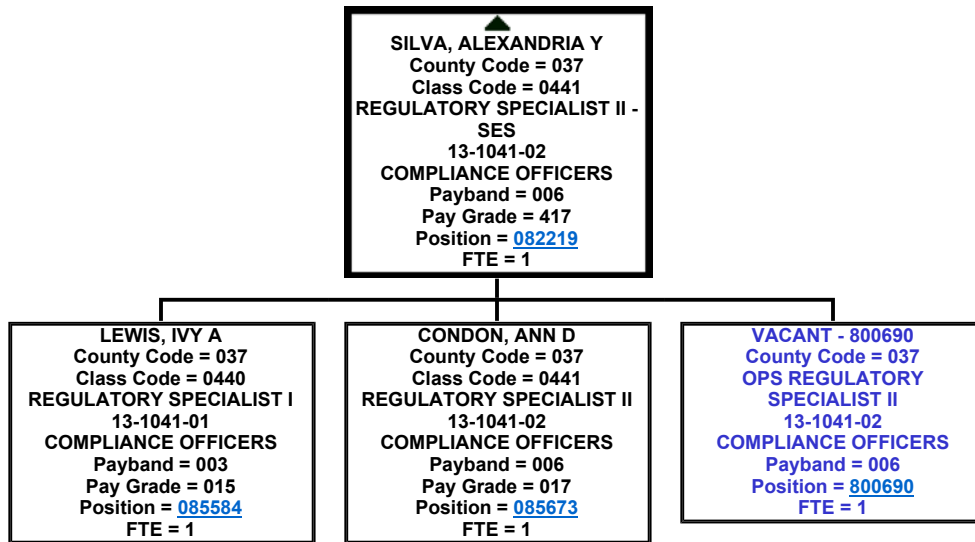 SILVA, ALEXANDRIA Y
County Code = 037
Class Code = 0441
REGULATORY SPECIALIST II -
SES
13-1041-02
COMPLIANCE OFFICERS
Payband = 006
Pay Grade = 417
Position = 082219
FTE = 1
LEWIS, IVY A
County Code = 037
Class Code = 0440
REGULATORY SPECIALIST I
13-1041-01
COMPLIANCE OFFICERS
Payband = 003
Pay Grade = 015
Position = 085584
FTE = 1
CONDON, ANN D
County Code = 037
Class Code = 0441
REGULATORY SPECIALIST II
13-1041-02
COMPLIANCE OFFICERS
Payband = 006
Pay Grade = 017
Position = 085673
FTE = 1
VACANT - 800690
County Code = 037
OPS REGULATORY
SPECIALIST II
13-1041-02
COMPLIANCE OFFICERS
Payband = 006
Position = 800690
FTE = 1